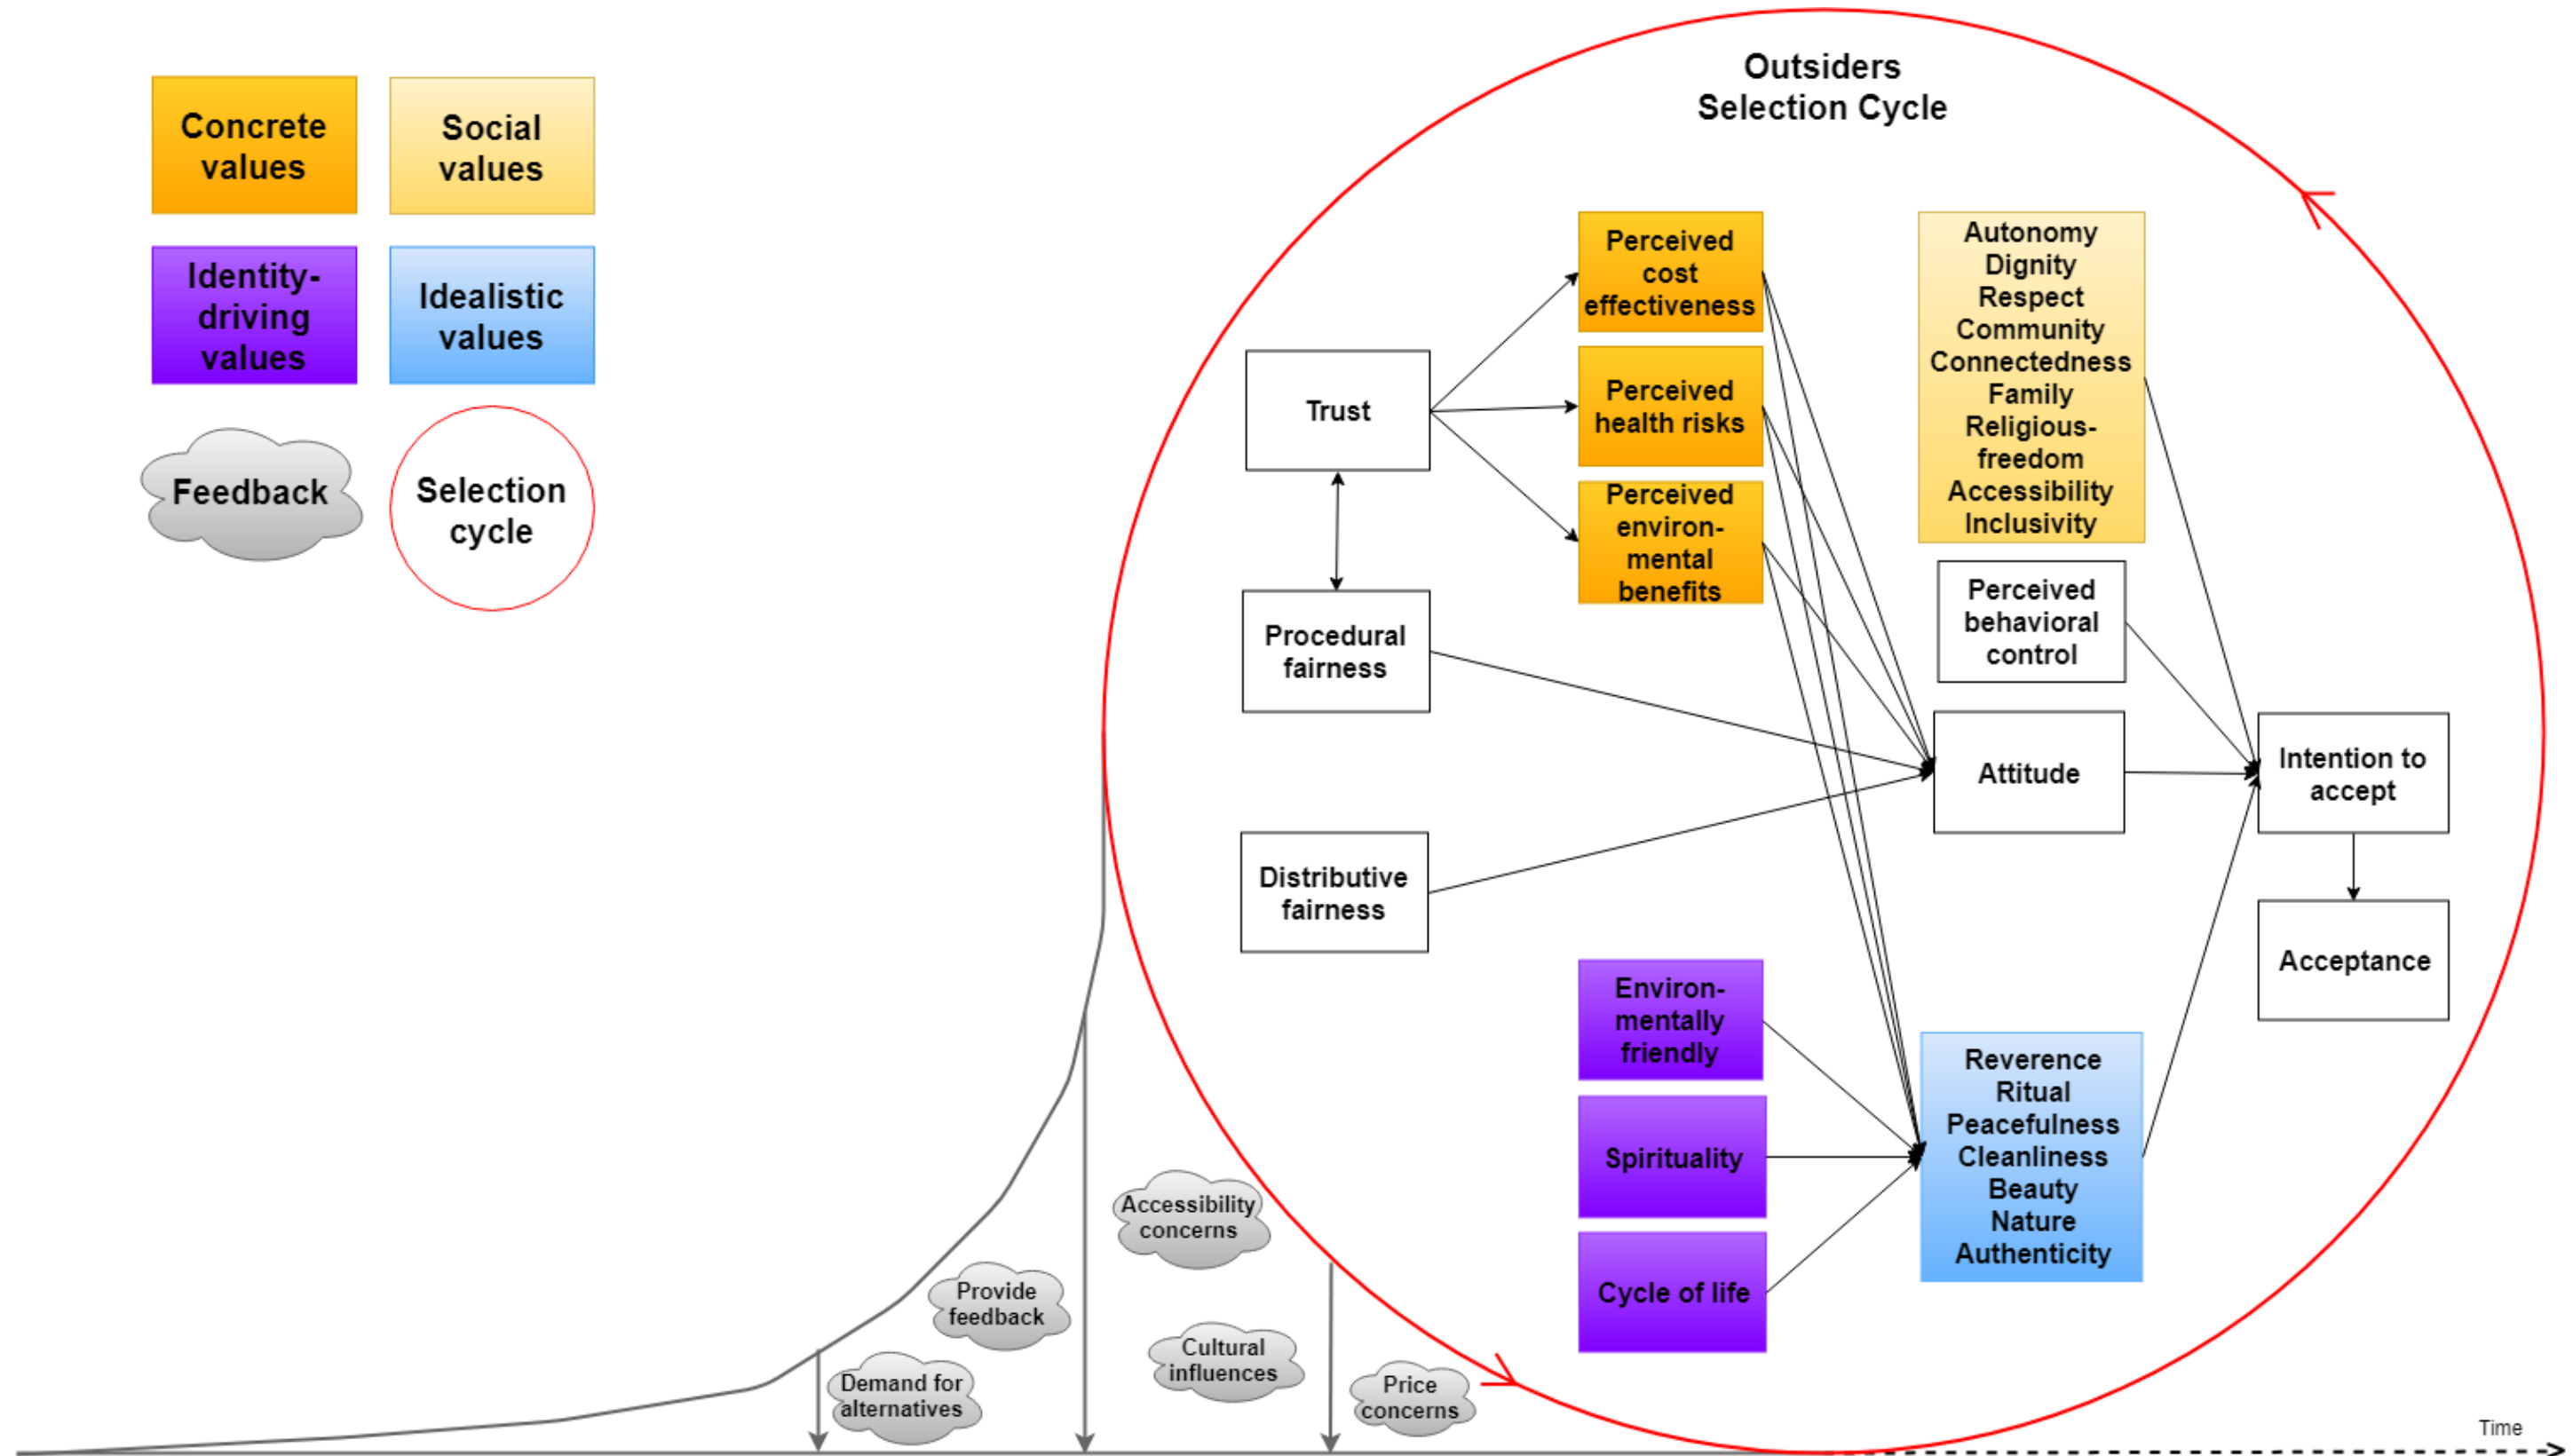 Outsiders
Selection Cycle
Concrete
values
Social
values
Identity-
driving
values
Idealistic
values
Feedback
Selection
cycle
Perceived
cost
effectiveness
Perceived
health risks
Perceived
environ-
mental
benefits
Autonomy
Dignity
Respect
Community
Connectedness
Family
Religious-
freedom
Accessibility
Inclusivity
Trust
Procedural
fairness
Distributive
fairness
Perceived
behavioral
control
Attitude
Intention to
accept
Acceptance
Environ-
mentally
friendly
Spirituality
Cycle of life
Reverence
Ritual
Peacefulness
Cleanliness
Beauty
Nature
Authenticity
Accessibility
concerns
Provide
feedback
Cultural
influences
Demand for
alternatives
Price
concerns
Time